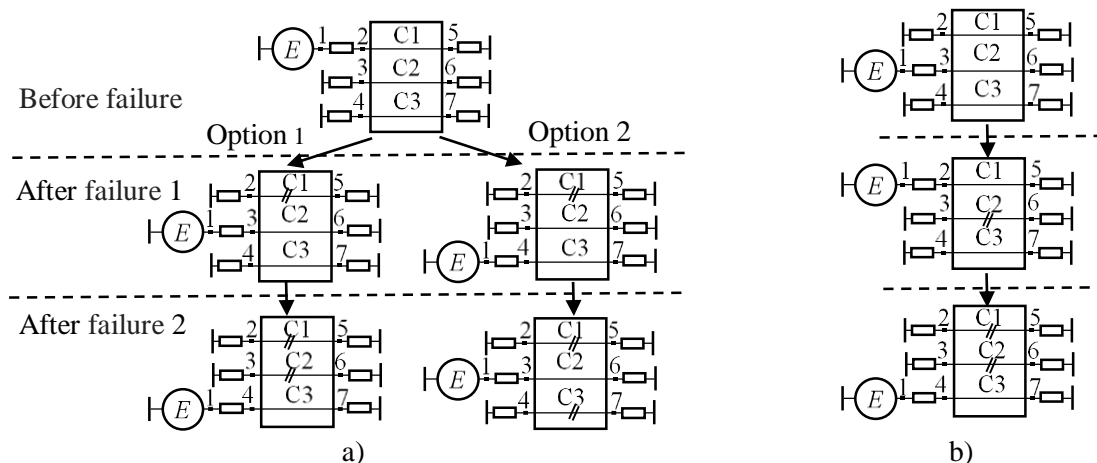 1 2 C1 5
E
3 C2 6
4 C3 7
Before failure
Option 1
Option 2
After failure 1
2 C1 5
E 1 3 C2 6
4 C3 7
2 C1 5
3 C2 6
E 1 4 C3 7
After failure 2
2 C1 5
3 C2 6
E 1 4 C3 7
2 C1 5
E 1 3 C2 6
4 C3 7
a)
2 C1 5
E 1 3 C2 6
4 C3 7
E 1 2 C1 5
3 C2 6
4 C3 7
2 C1 5
3 C2 6
E 1 4 C3 7
b)